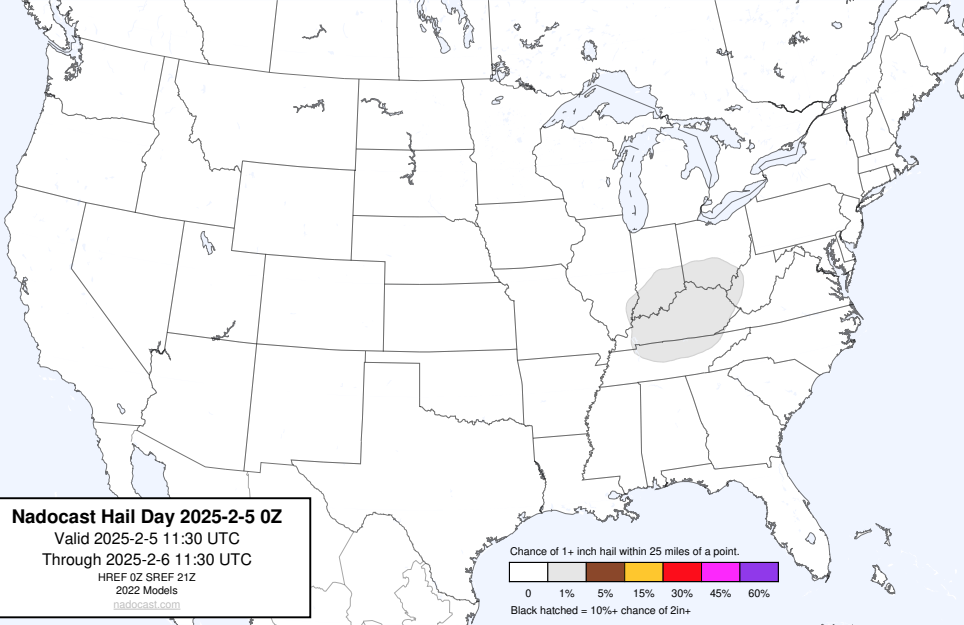 Nadocast Hail Day 2025-2-5 0Z
Valid 2025-2-5 11:30 UTC
Through 2025-2-6 11:30 UTC
HREF 0Z SREF 21Z
2022 Models
nadocast.com
Chance of 1+ inch hail within 25 miles of a point.
0 1% 5% 15% 30% 45% 60%
Black hatched = 10%+ chance of 2in+